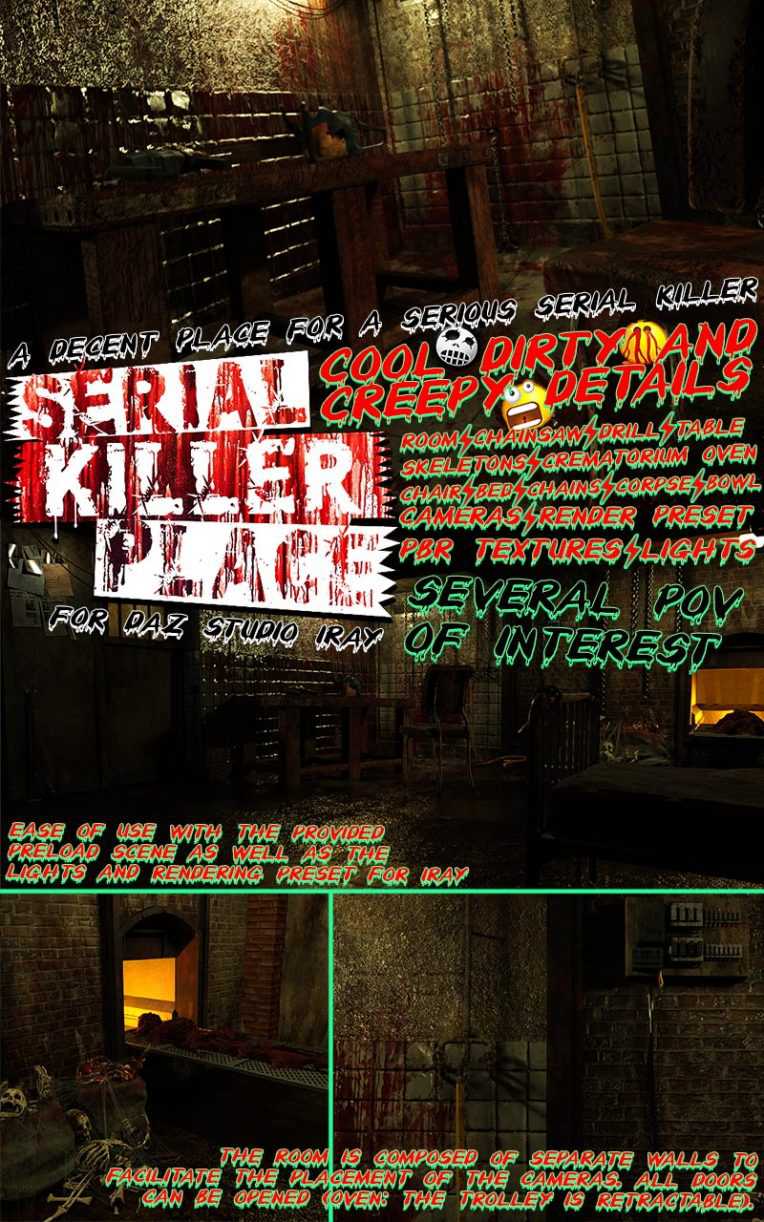 A DECENT PLACE FOR A SERIOUS SERIAL KILLER
SERIAL
KILLER
PLACE
FOR DAZ STUDIO IRAY
COOL DIRTY AND
CREEPY DETAILS
ROOM CHAINSAW DRILL TABLE
SKELETONS CREMATORIUM OVEN
CHAIR BED CHAINS CORPSE BOWL
CAMERAS RENDER PRESET
PBR TEXTURES LIGHTS
SEVERAL POV
OF INTEREST
EASE OF USE WITH THE PROVIDED
PRELOAD SCENE AS WELL AS THE
LIGHTS AND RENDERING PRESET FOR IRAY
THE ROOM IS COMPOSED OF SEPARATE WALLS TO
FACILITATE THE PLACEMENT OF THE CAMERAS. ALL DOORS
CAN BE OPENED (OVEN: THE TROLLEY IS RETRACTABLE).